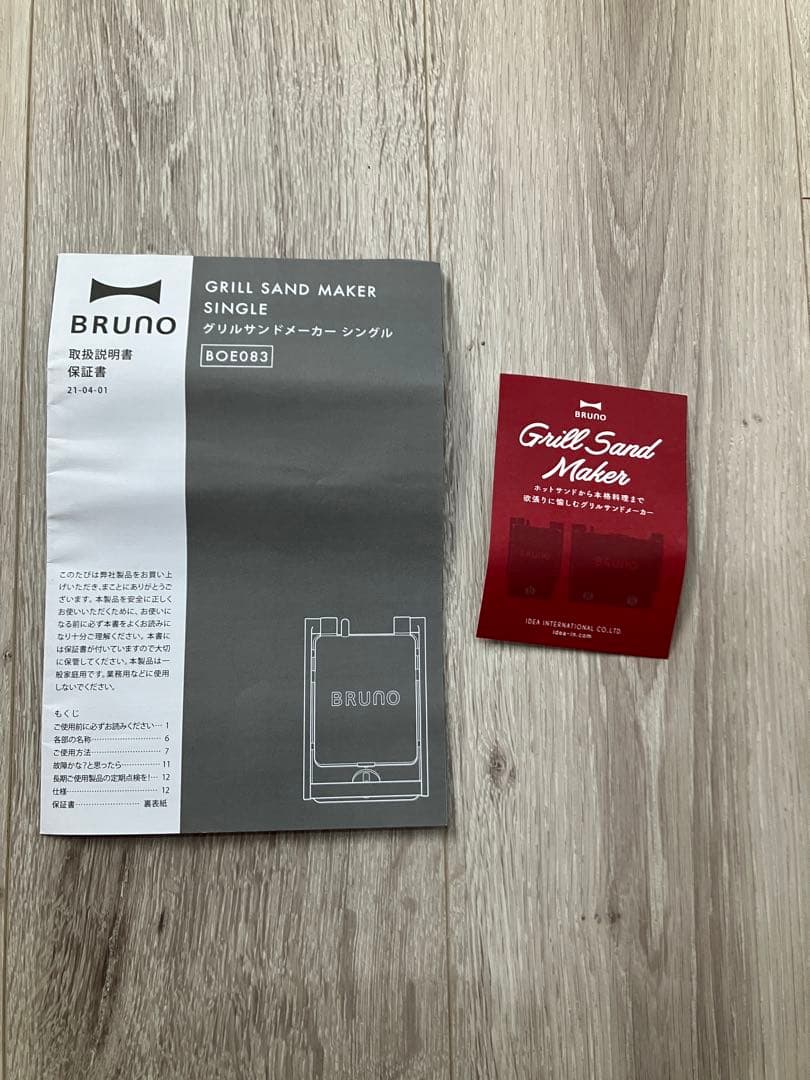 BRUNO
取扱説明書
保証書
21-04-01
GRILL SAND MAKER
SINGLE
グリルサンドメーカー シングル
BOE083
このたびは弊社製品をお買い上
げいただき、まことにありがとうご
ざいます。本製品を安全に正しく
お使いいただくために、お使いに
なる前に必ず本書をよくお読みに
なり十分ご理解ください。本書に
は保証書が付いていますので大切
に保管してください。本製品は一
般家庭用です。業務用などに使用
しないでください。
もくじ
ご使用前に必ずお読みください… 1
各部の名称…………………… 6
ご使用方法…………………… 7
故障かな?と思ったら………… 11
長期ご使用製品の定期点検を!… 12
仕様………………………… 12
保証書………………… 裏表紙
BRUNO
BRUNO
Grill Sand
Maker
ホットサンドから本格料理まで
欲張りに愉しむグリルサンドメーカー
BRUNO
BRUNO
IDEA INTERNATIONAL CO.,LTD.
idea-in.com